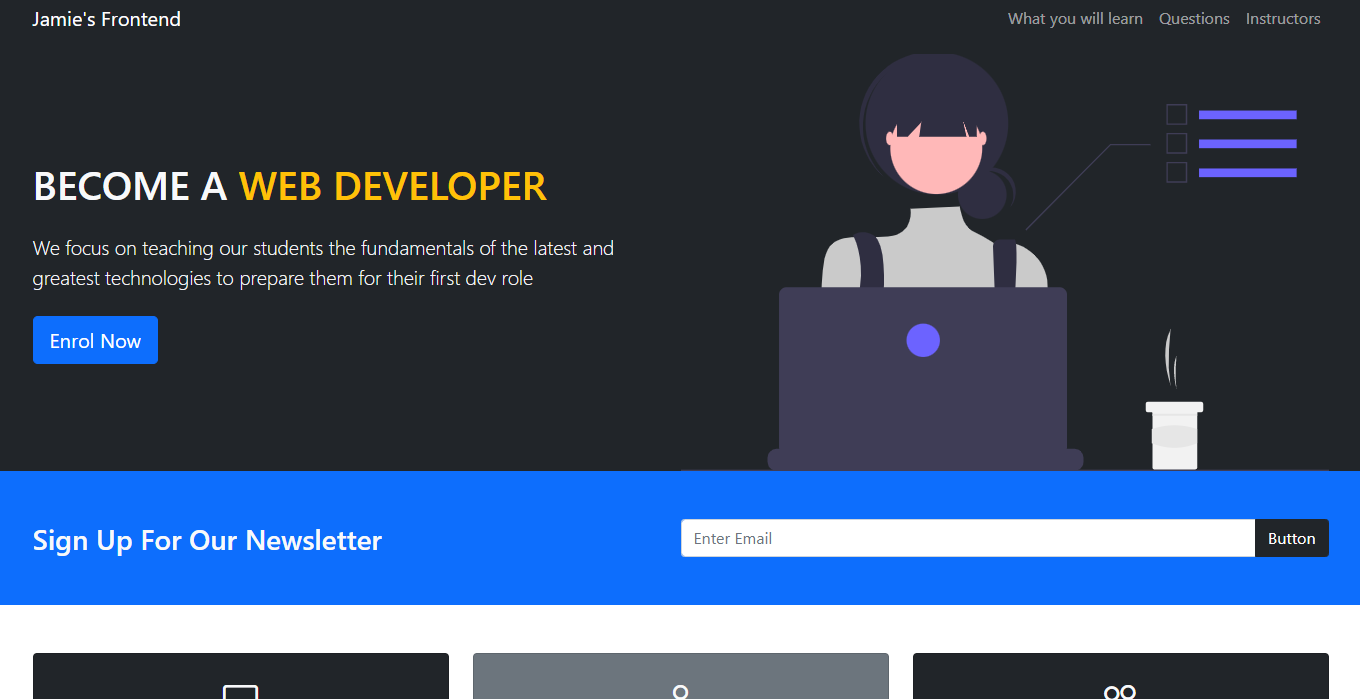 Jamie's Frontend
What you will learn
Questions
Instructors
BECOME A WEB DEVELOPER
We focus on teaching our students the fundamentals of the latest and
greatest technologies to prepare them for their first dev role
Enrol Now
Sign Up For Our Newsletter
Enter Email
Button